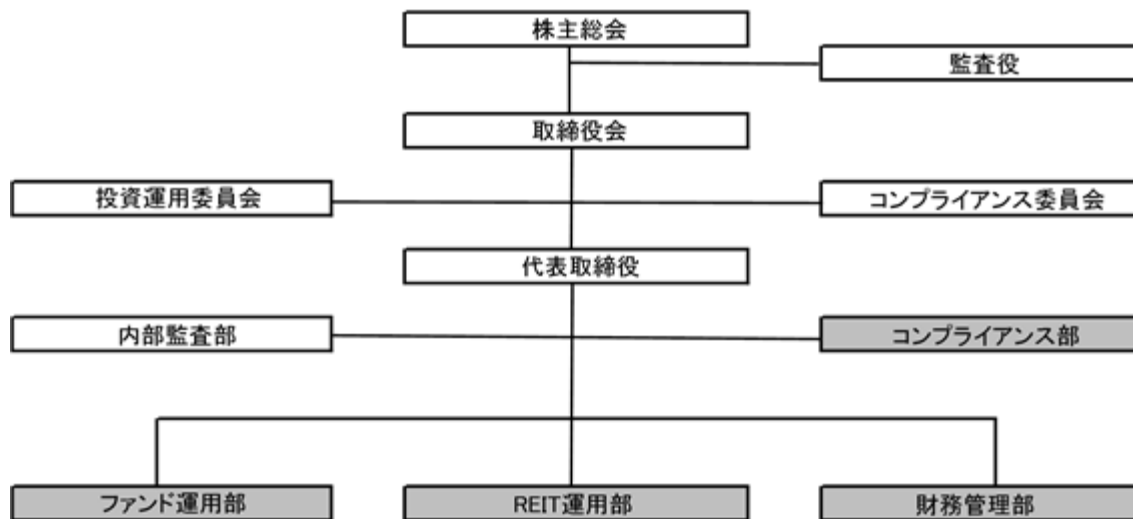 株主総会
監査役
取締役会
投資運用委員会
コンプライアンス委員会
代表取締役
内部監査部
コンプライアンス部
ファンド運用部
REIT運用部
財務管理部